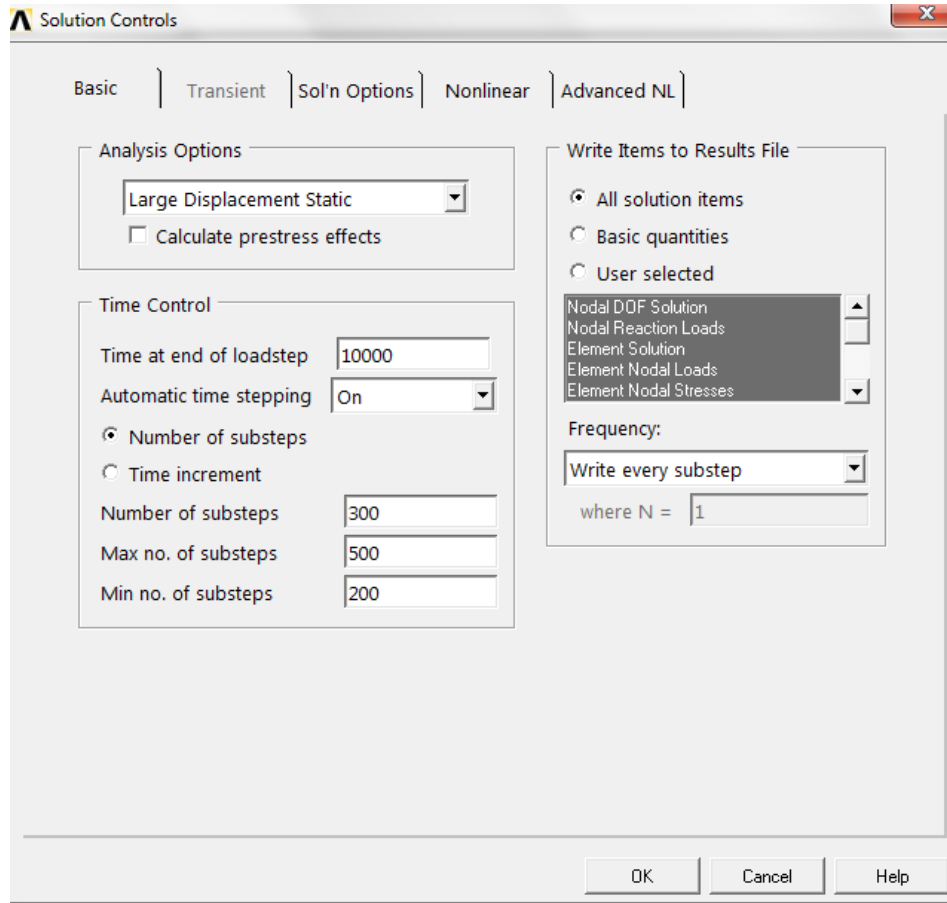 Solution Controls
x
Basic
Transient
Sol'n Options
Nonlinear
Advanced NL
Analysis Options
Large Displacement Static
Calculate prestress effects
Time Control
Time at end of loadstep 10000
Automatic time stepping On
Number of substeps
Time increment
Number of substeps 300
Max no. of substeps 500
Min no. of substeps 200
Write Items to Results File
All solution items
Basic quantities
User selected
Nodal DOF Solution
Nodal Reaction Loads
Element Solution
Element Nodal Loads
Element Nodal Stresses
Frequency:
Write every substep
where N = 1
OK
Cancel
Help